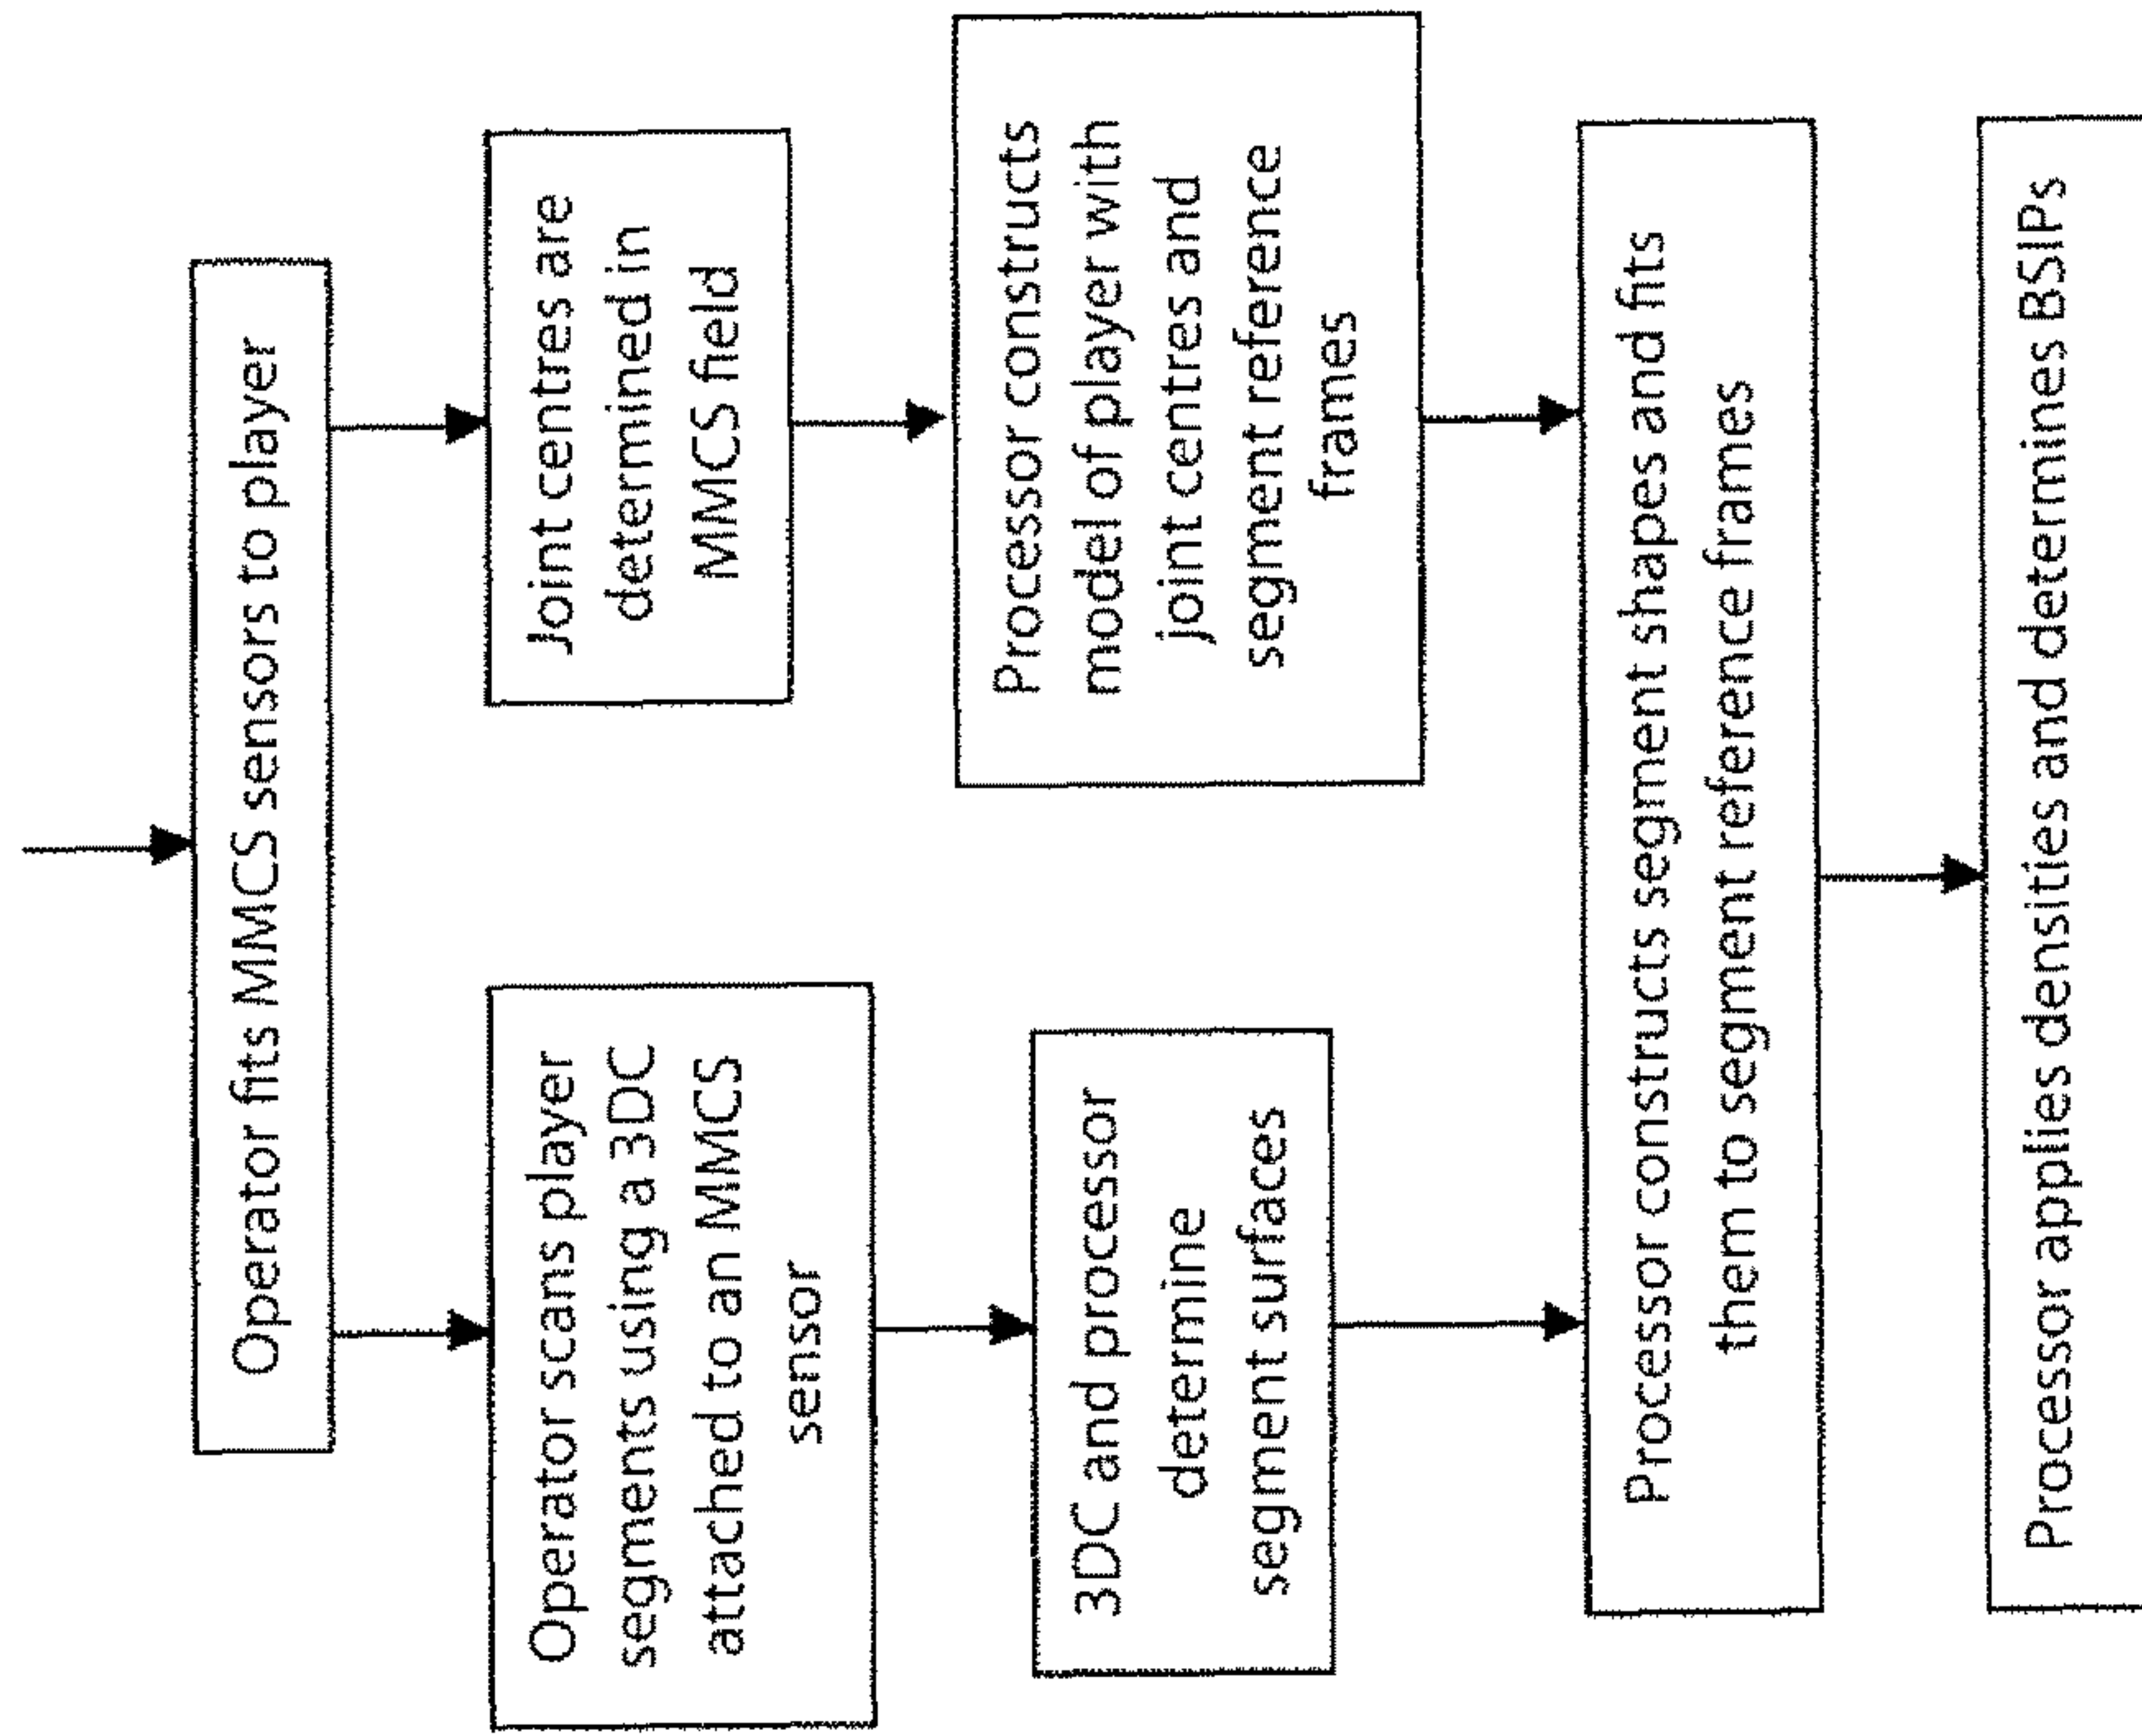 Operator fits MMCS sensors to player
Operator scans player
segments using a 3DC
attached to an MMCS
sensor
Joint centres are
determined in
MMCS field
3DC and processor
determine
segment surfaces
Processor constructs
model of player with
joint centres and
segment reference
frames
Processor constructs segment shapes and fits
them to segment reference frames
Processor applies densities and determines BSIPs